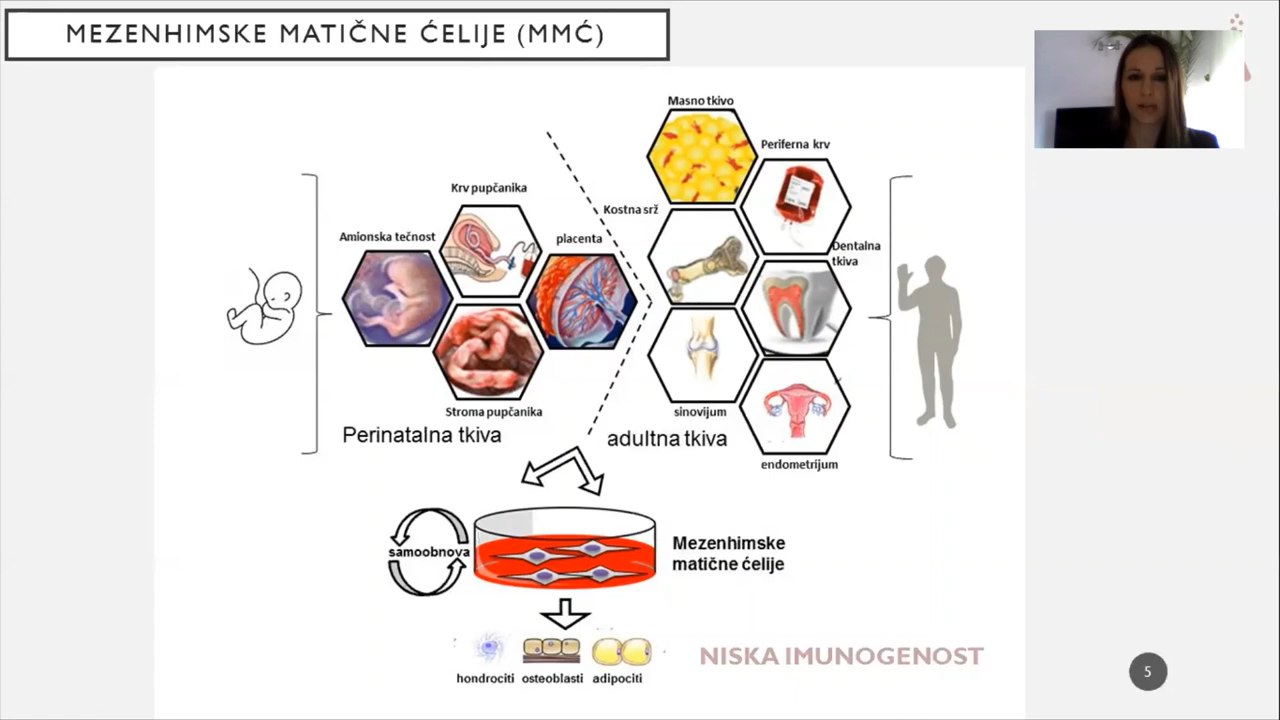 MEZENHIMSKE MATIČNE ĆELIJE (MMĆ)
Masno tkivo
Periferna krv
Krv pupčanika
Kostna srž
Amionska tečnost
placenta
Dentalna
tkiva
Stroma pupčanika
sinovijum
Perinatalna tkiva
adultna tkiva
endometrijum
samoobnova
Mezenhimske
matične ćelije
NISKA IMUNOGENOST
hondrociti
osteoblasti
adipociti
5